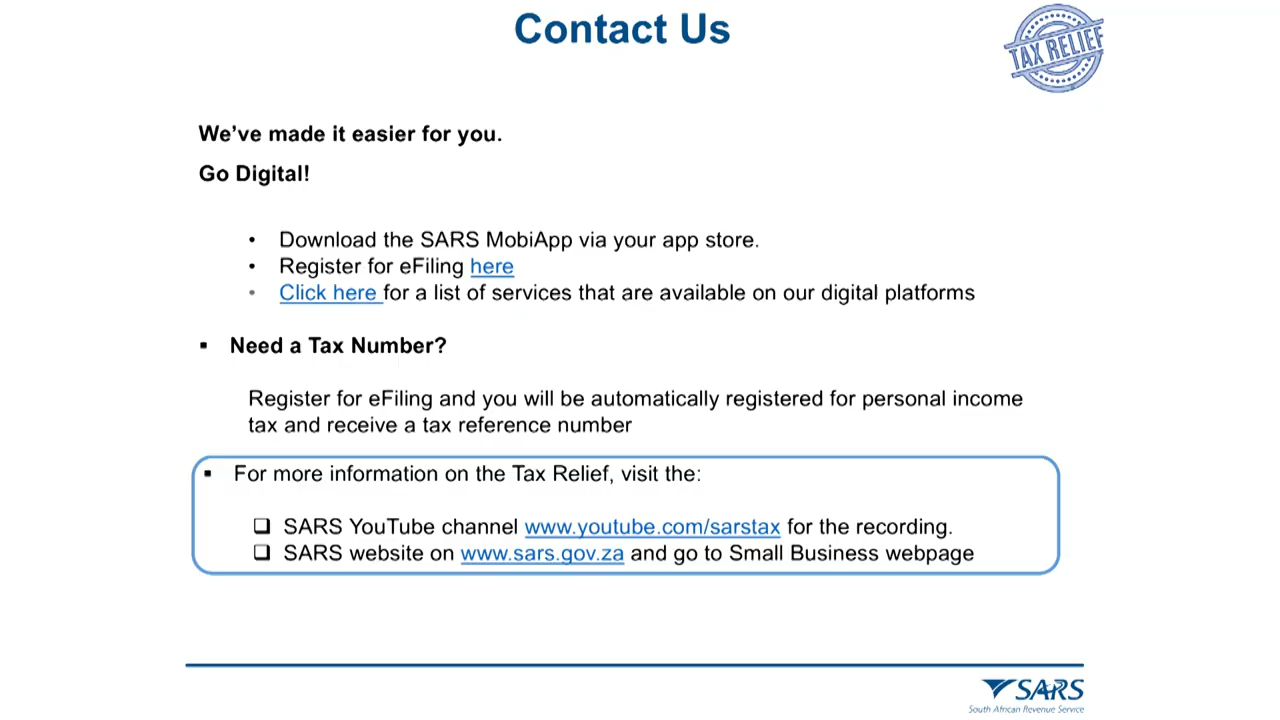 Contact Us
TAX RELIEF
We’ve made it easier for you.
Go Digital!
• Download the SARS MobiApp via your app store.
• Register for eFiling here
• Click here for a list of services that are available on our digital platforms
▪ Need a Tax Number?
Register for eFiling and you will be automatically registered for personal income
tax and receive a tax reference number
▪ For more information on the Tax Relief, visit the:
❑ SARS YouTube channel www.youtube.com/sarstax for the recording.
❑ SARS website on www.sars.gov.za and go to Small Business webpage
SARS
South African Revenue Service